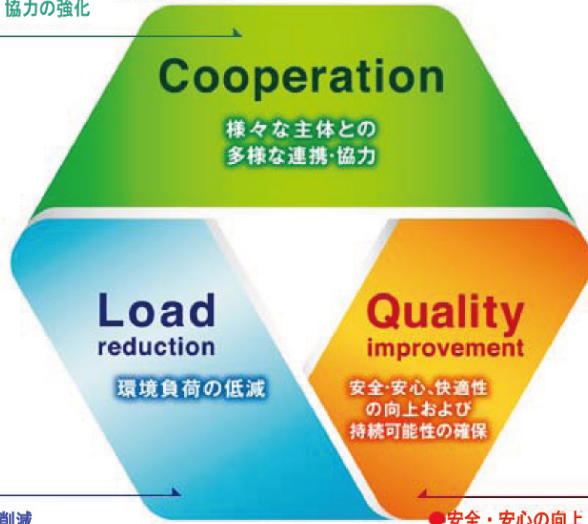 協力の強化
Cooperation
様々な主体との
多様な連携・協力
Load
reduction
環境負荷の低減
Quality
improvement
安全・安心、快適性
の向上および
持続可能性の確保
削減
●安全・安心の向上